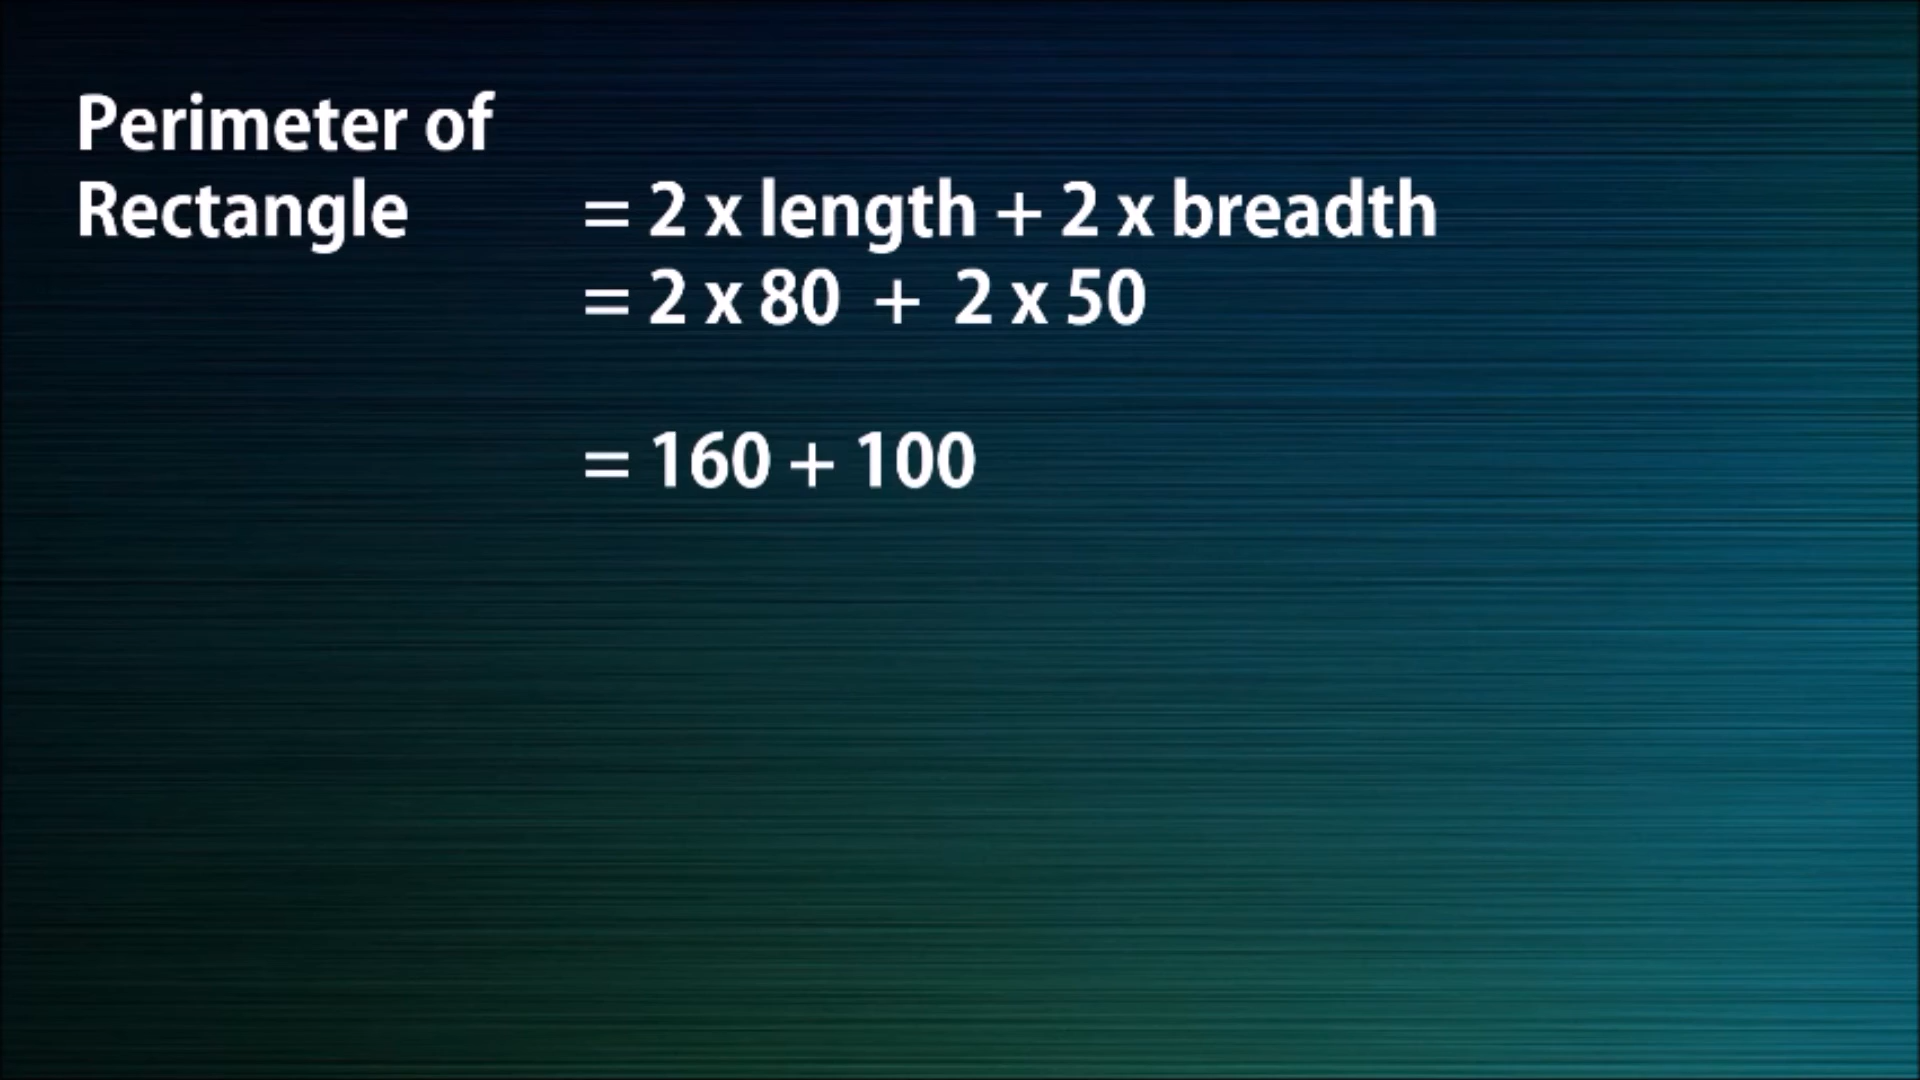 Perimeter of
Rectangle = 2 x length + 2 x breadth
= 2 x 80 + 2 x 50
= 160 + 100